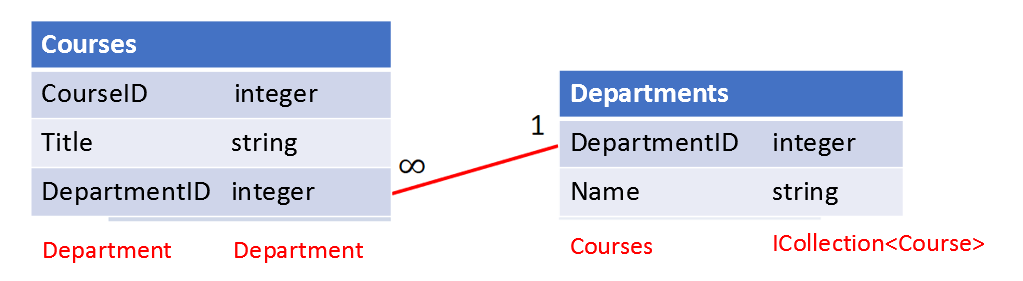 Courses
CourseID integer
Title string
DepartmentID integer
Department Department
∞
1
Departments
DepartmentID integer
Name string
Courses ICollection<Course>